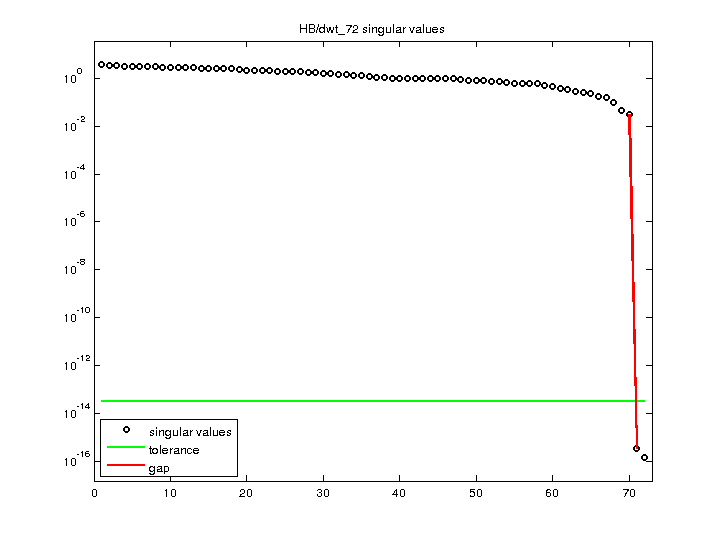 HB/dwt_72 singular values
10^0
10^-2
10^-4
10^-6
10^-8
10^-10
10^-12
10^-14
10^-16
singular values
tolerance
gap
0 10 20 30 40 50 60 70